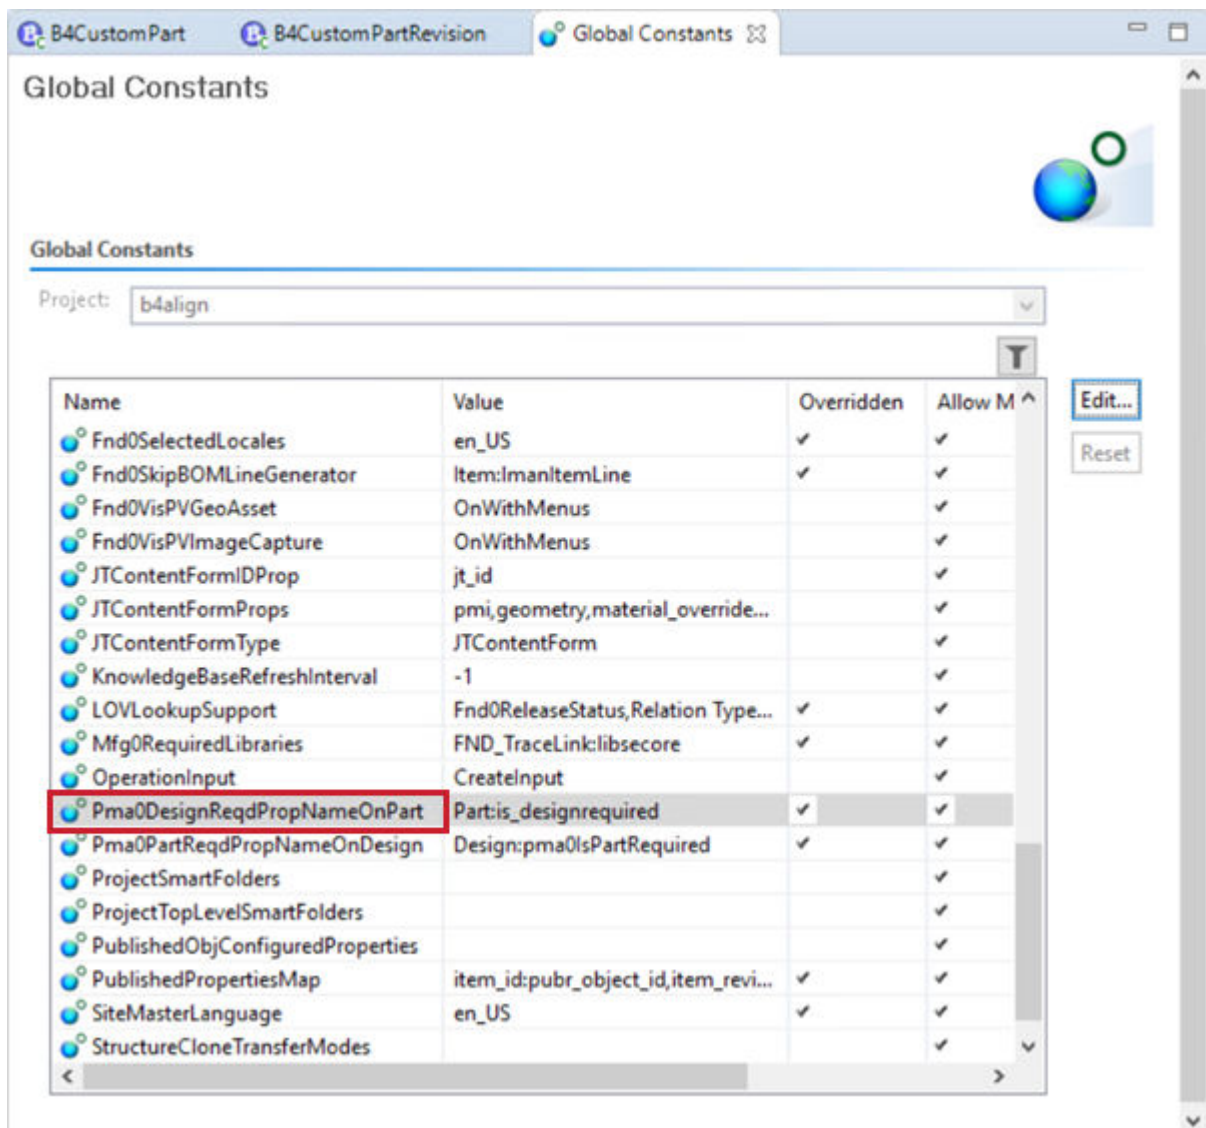 B4CustomPart B4CustomPartRevision Global Constants
Global Constants
Global Constants
Project: b4align
Name Value Overridden Allow M
Fnd0SelectedLocales en_US
Fnd0SkipBOMLineGenerator Item:ImanItemLine
Fnd0VisPVGeoAsset OnWithMenus
Fnd0VisPVImageCapture OnWithMenus
JTContentFormIDProp jt_id
JTContentFormProps pmi,geometry,material_override...
JTContentFormType JTContentForm
KnowledgeBaseRefreshInterval -1
LOVLookupSupport Fnd0ReleaseStatus,Relation Type...
Mfg0RequiredLibraries FND_TraceLink:libsecore
OperationInput CreateInput
Pma0DesignReqdPropNameOnPart Part:is_designrequired
Pma0PartReqdPropNameOnDesign Design:pma0IsPartRequired
ProjectSmartFolders
ProjectTopLevelSmartFolders
PublishedObjConfiguredProperties
PublishedPropertiesMap item_id:pubr_object_id,item_revi...
SiteMasterLanguage en_US
StructureCloneTransferModes
Edit...
Reset